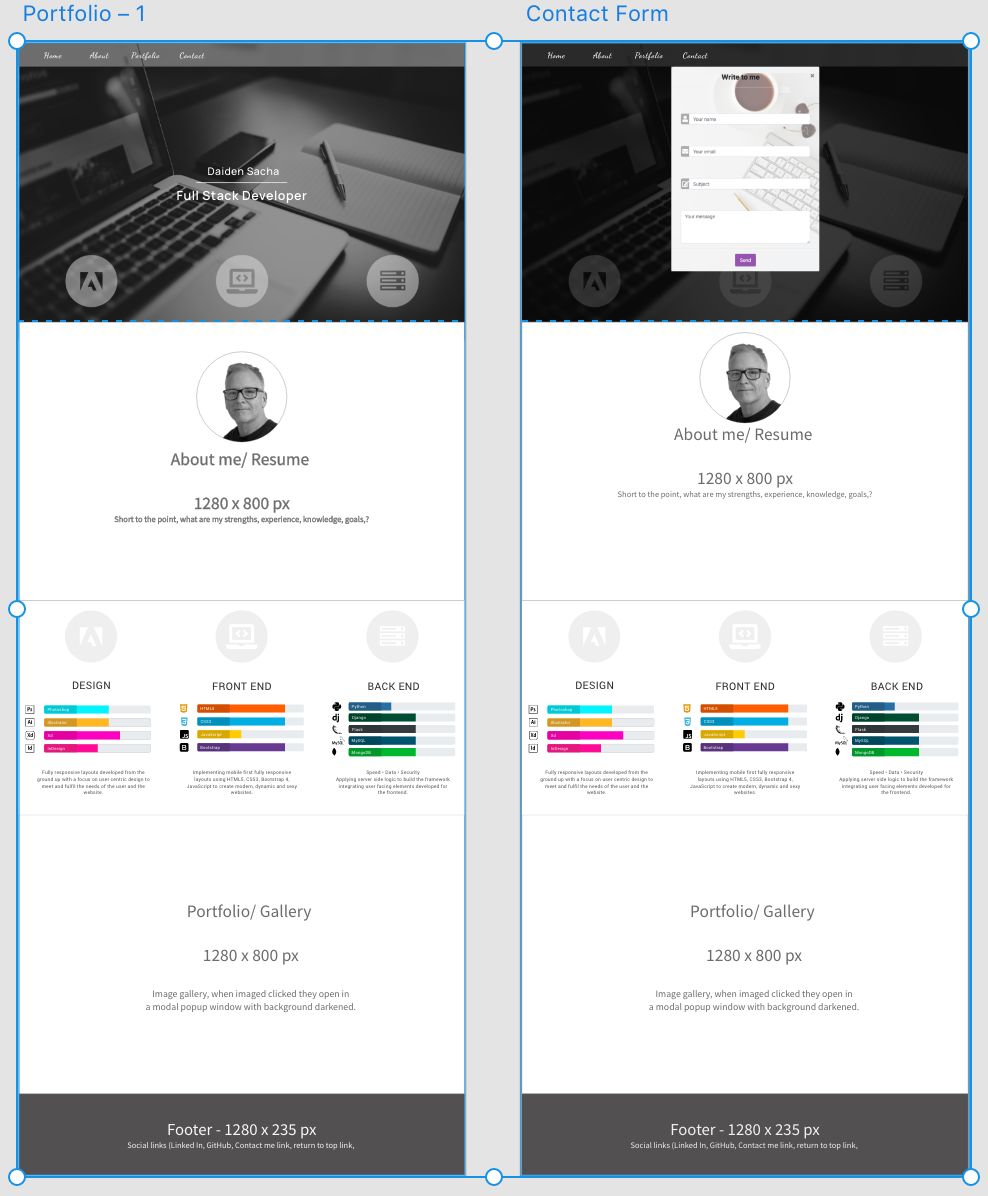 Portfolio – 1
Home About Portfolio Contact
Daiden Sacha
Full Stack Developer
About me/ Resume
1280 x 800 px
Short to the point, what are my strengths, experience, knowledge, goals,?
DESIGN
Ps Photoshop
Ai Illustrator
Xd Xd
Id InDesign
Fully responsive layouts developed from the
ground up with a focus on user centric design to
meet and fulfil the needs of the user and the
website.
FRONT END
HTML5
CSS3
JS JavaScript
B Bootstrap
Implementing mobile first fully responsive
layouts using HTML5, CSS3, Bootstrap 4,
JavaScript to create modern, dynamic and sexy
websites.
BACK END
Python
dj Django
Flask
MySQL MySQL
MongoDB
Speed - Data - Security
Applying server side logic to build the framework
integrating user facing elements developed for
the frontend.
Portfolio/ Gallery
1280 x 800 px
Image gallery, when imaged clicked they open in
a modal popup window with background darkened.
Footer - 1280 x 235 px
Social links (Linked In, GitHub, Contact me link, return to top link,
Contact Form
Home About Portfolio Contact
Write to me ×
Your name
Your email
Subject
Your message
Send
About me/ Resume
1280 x 800 px
Short to the point, what are my strengths, experience, knowledge, goals,?
DESIGN
Ps Photoshop
Ai Illustrator
Xd Xd
Id InDesign
Fully responsive layouts developed from the
ground up with a focus on user centric design to
meet and fulfil the needs of the user and the
website.
FRONT END
HTML5
CSS3
JS JavaScript
B Bootstrap
Implementing mobile first fully responsive
layouts using HTML5, CSS3, Bootstrap 4,
JavaScript to create modern, dynamic and sexy
websites.
BACK END
Python
dj Django
Flask
MySQL MySQL
MongoDB
Speed - Data - Security
Applying server side logic to build the framework
integrating user facing elements developed for
the frontend.
Portfolio/ Gallery
1280 x 800 px
Image gallery, when imaged clicked they open in
a modal popup window with background darkened.
Footer - 1280 x 235 px
Social links (Linked In, GitHub, Contact me link, return to top link,